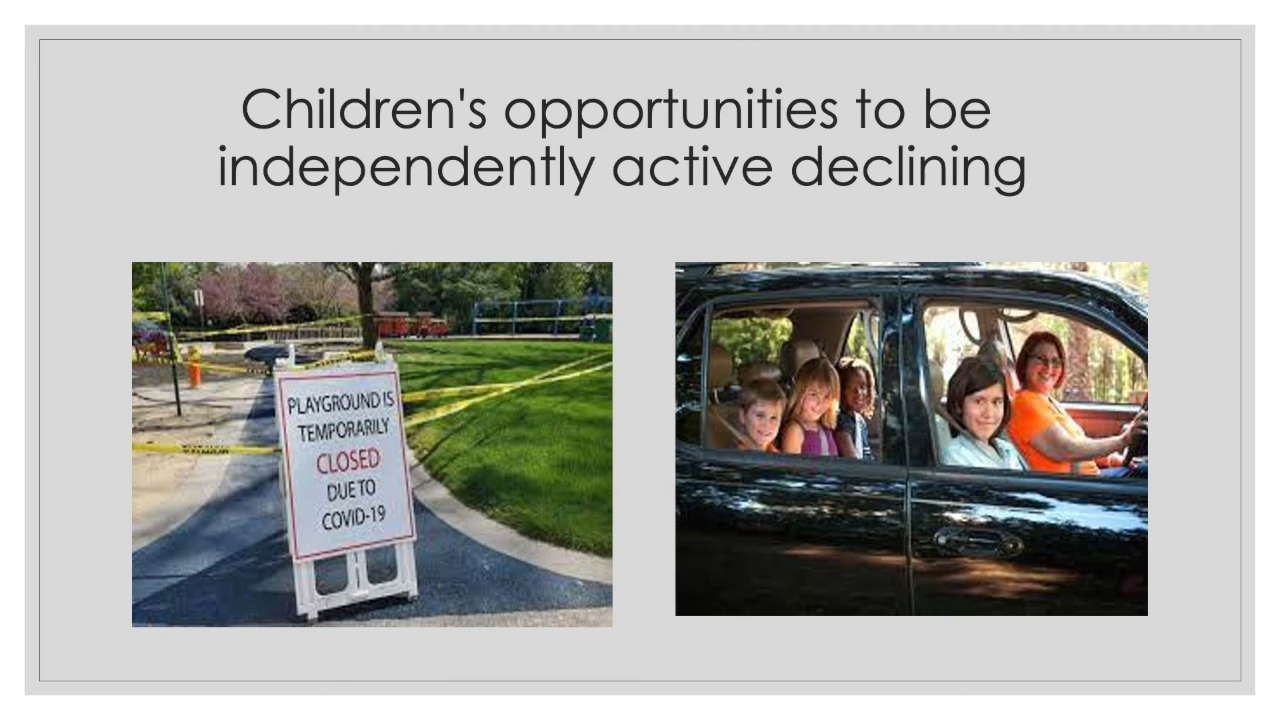 Children's opportunities to be
independently active declining
PLAYGROUND IS
TEMPORARILY
CLOSED
DUE TO
COVID-19